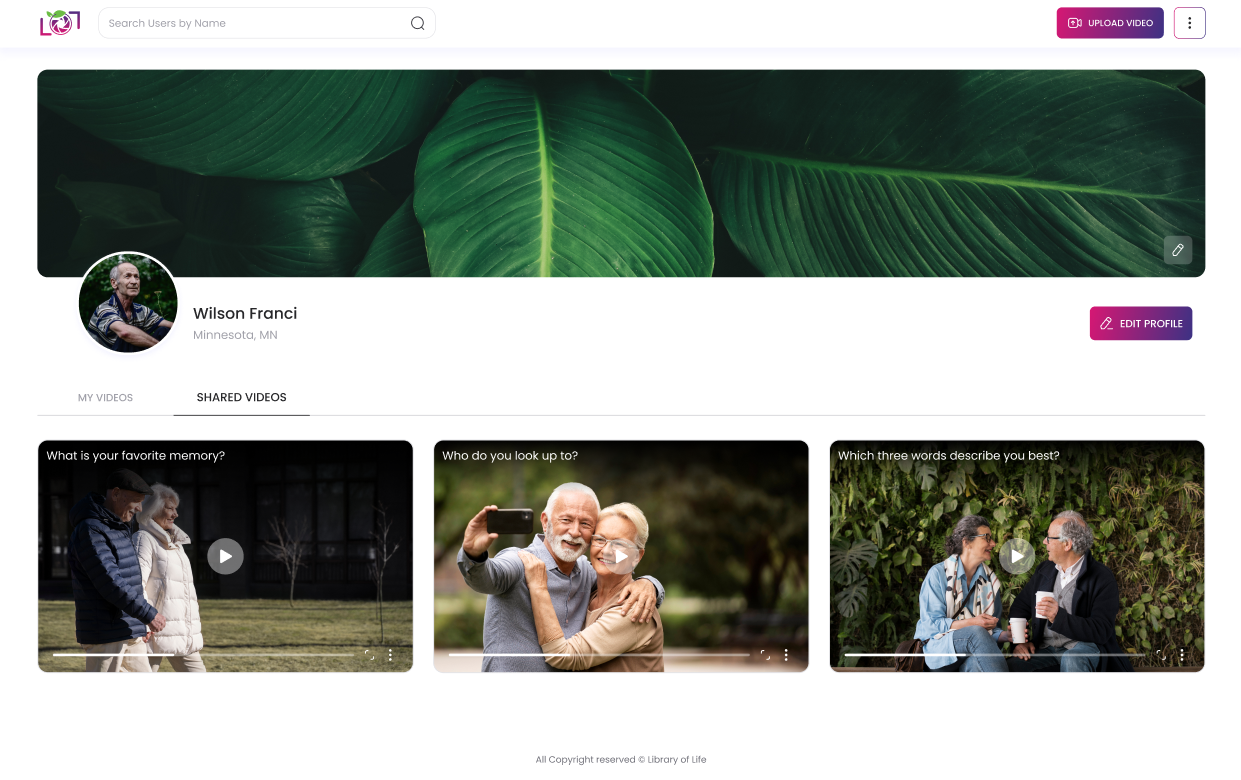 Search Users by Name
UPLOAD VIDEO
Wilson Franci
Minnesota, MN
EDIT PROFILE
MY VIDEOS
SHARED VIDEOS
What is your favorite memory?
Who do you look up to?
Which three words describe you best?
All Copyright reserved © Library of Life